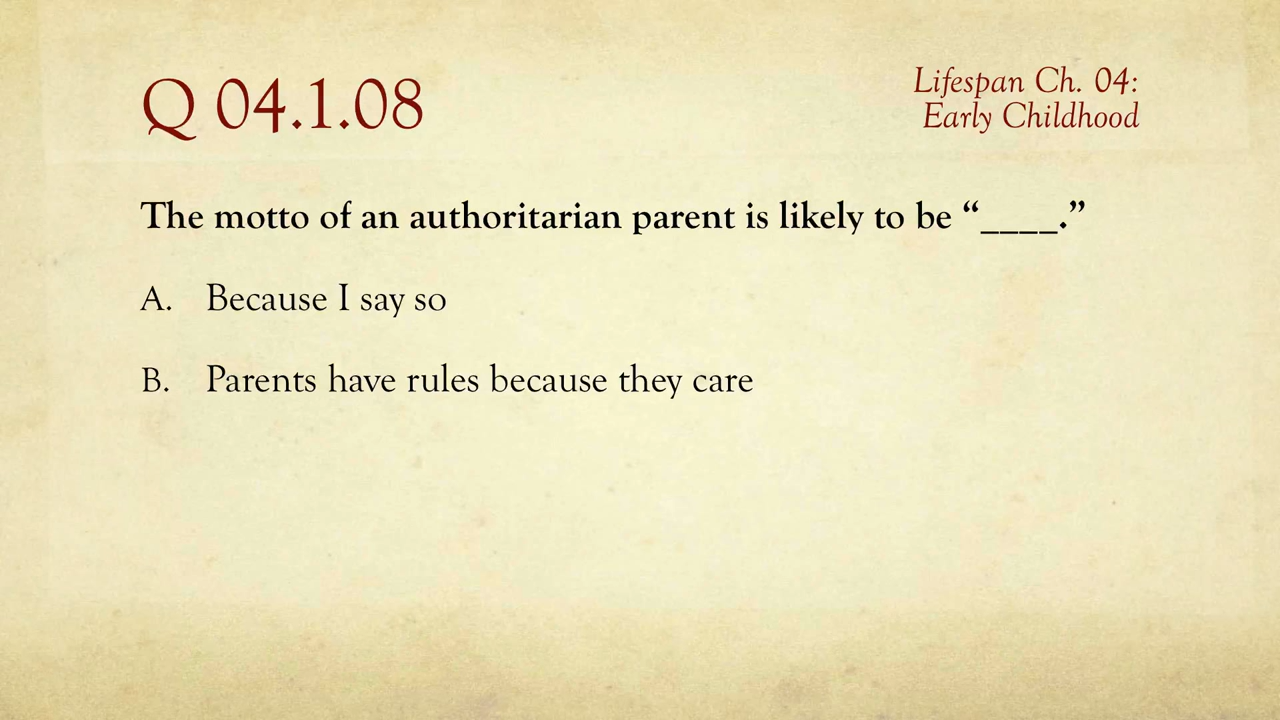 Q 04.1.08
Lifespan Ch. 04:
Early Childhood
The motto of an authoritarian parent is likely to be “____.”
A. Because I say so
B. Parents have rules because they care